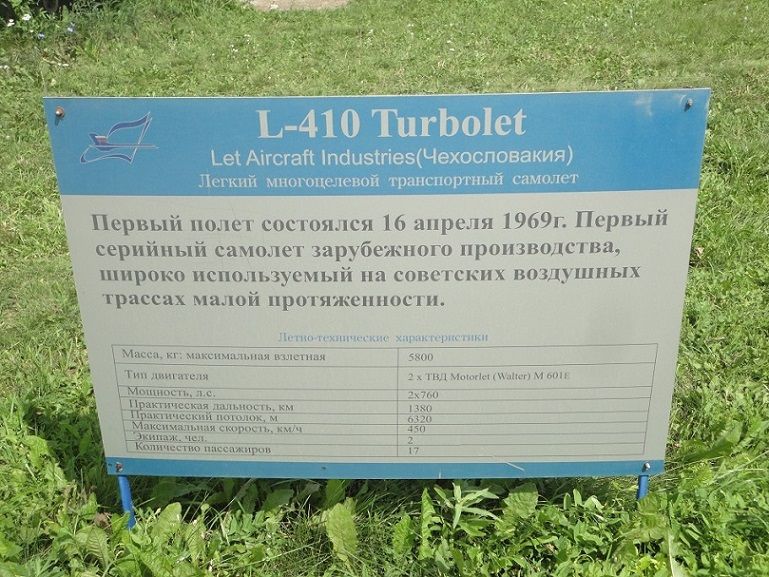 L-410 Turbolet
Let Aircraft Industries(Чехословакия)
Легкий многоцелевой транспортный самолет
Первый полет состоялся 16 апреля 1969г. Первый
серийный самолет зарубежного производства,
широко используемый на советских воздушных
трассах малой протяженности.
Летно-технические характеристики
Масса, кг: максимальная взлетная 5800
Тип двигателя 2 х ТВД Motorlet (Walter) M 601E
Мощность, л.с. 2х760
Практическая дальность, км 1380
Практический потолок, м 6320
Максимальная скорость, км/ч 450
Экипаж, чел. 2
Количество пассажиров 17